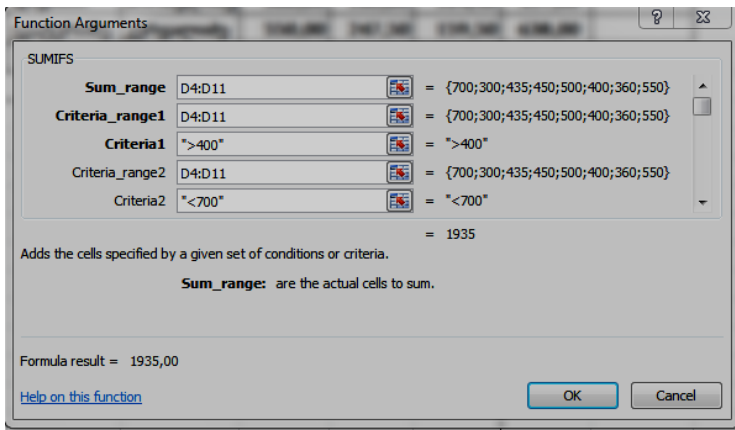 Function Arguments
SUMIFS
Sum_range D4:D11 = {700;300;435;450;500;400;360;550}
Criteria_range1 D4:D11 = {700;300;435;450;500;400;360;550}
Criteria1 ">400" = ">400"
Criteria_range2 D4:D11 = {700;300;435;450;500;400;360;550}
Criteria2 "<700" = "<700"
= 1935
Adds the cells specified by a given set of conditions or criteria.
Sum_range: are the actual cells to sum.
Formula result = 1935,00
Help on this function
OK Cancel